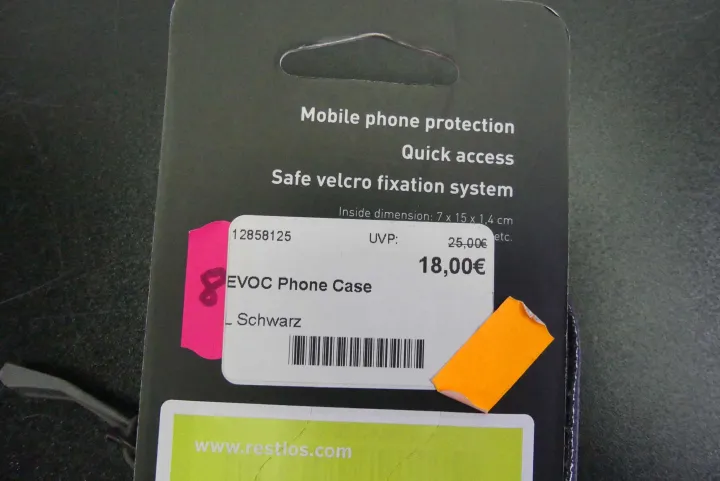 Mobile phone protection
Quick access
Safe velcro fixation system
Inside dimension: 7 x 15 x 1,4 cm
etc.
12858125 UVP: 25,00€
18,00€
8
EVOC Phone Case
L Schwarz
www.restlos.com